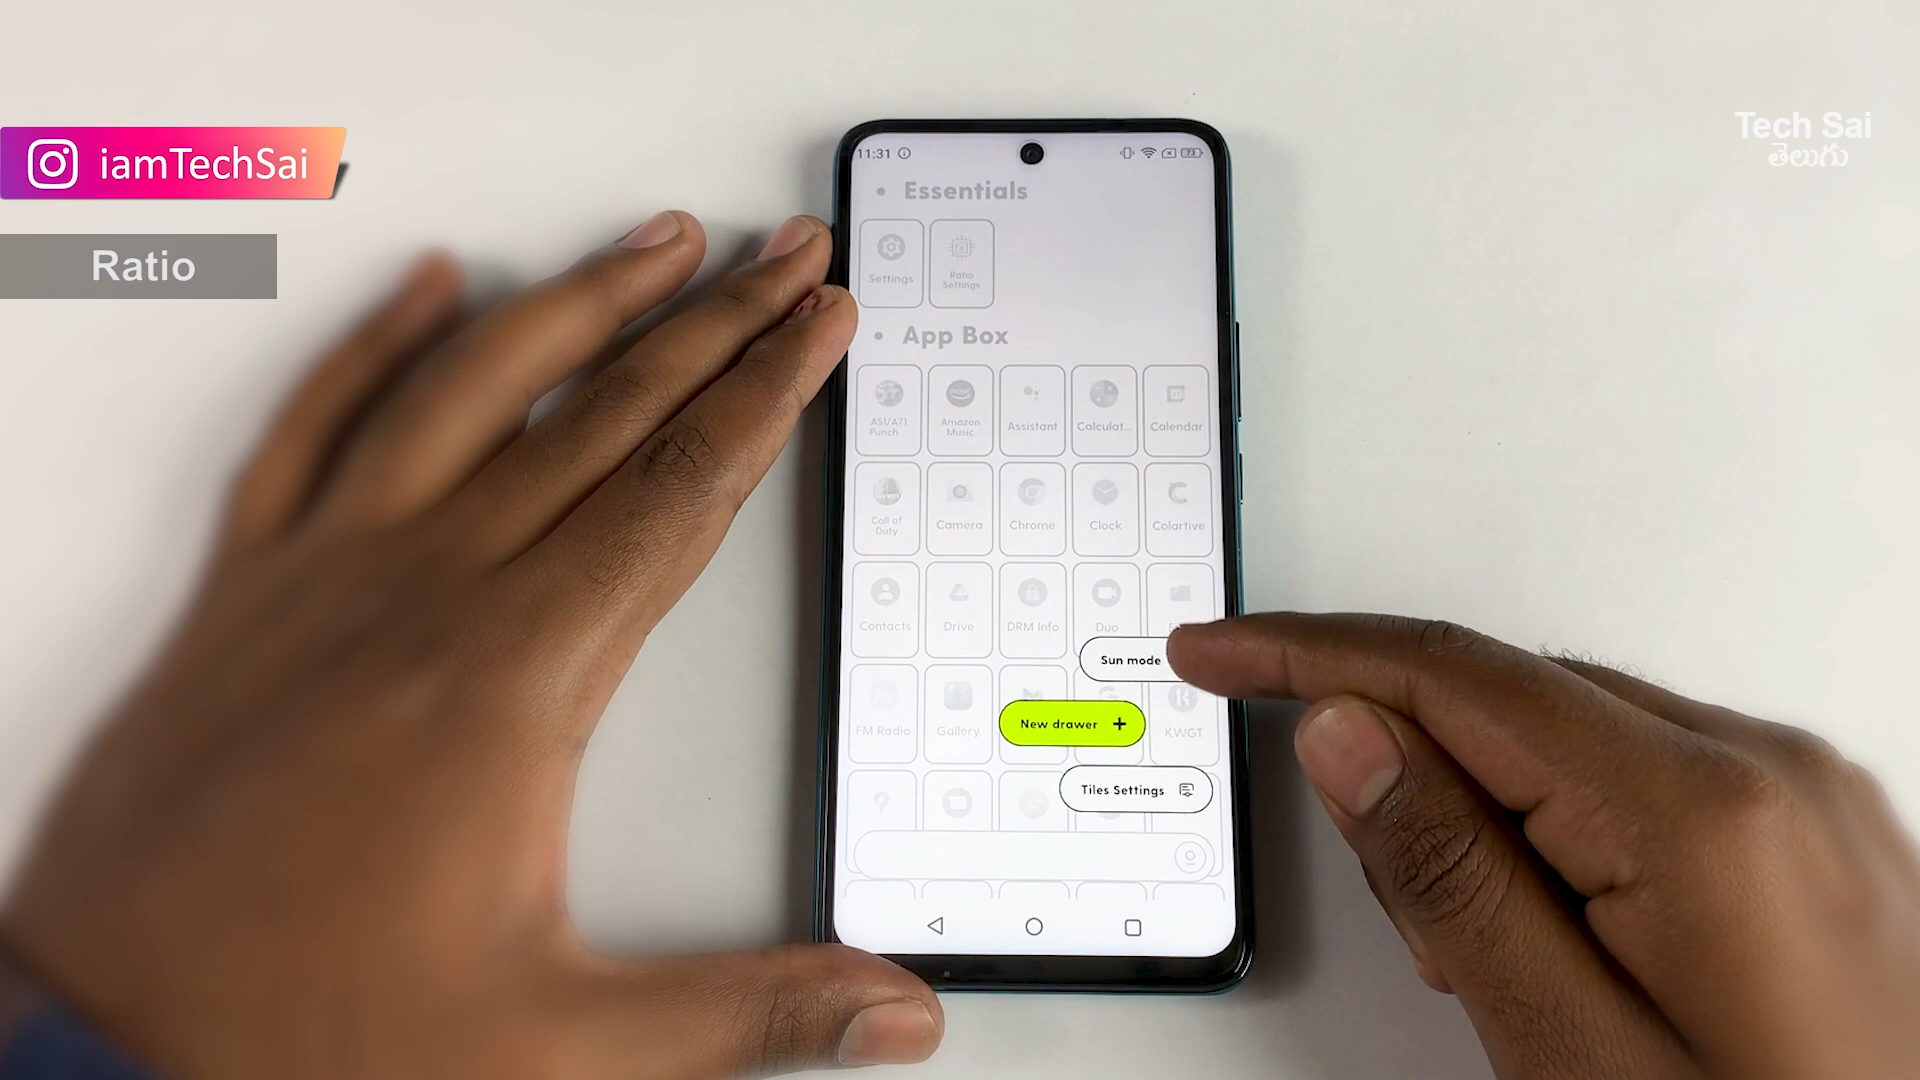 iamTechSai
Ratio
Tech Sai
తెలుగు
11:31
73
Essentials
Settings
Ratio
Settings
App Box
A51/A71
Punch ...
Amazon
Music
Assistant
Calculat...
Calendar
Call of
Duty
Camera
Chrome
Clock
Colartive
Contacts
Drive
DRM Info
Duo
Sun mode
FM Radio
Gallery
New drawer +
KWGT
Tiles Settings